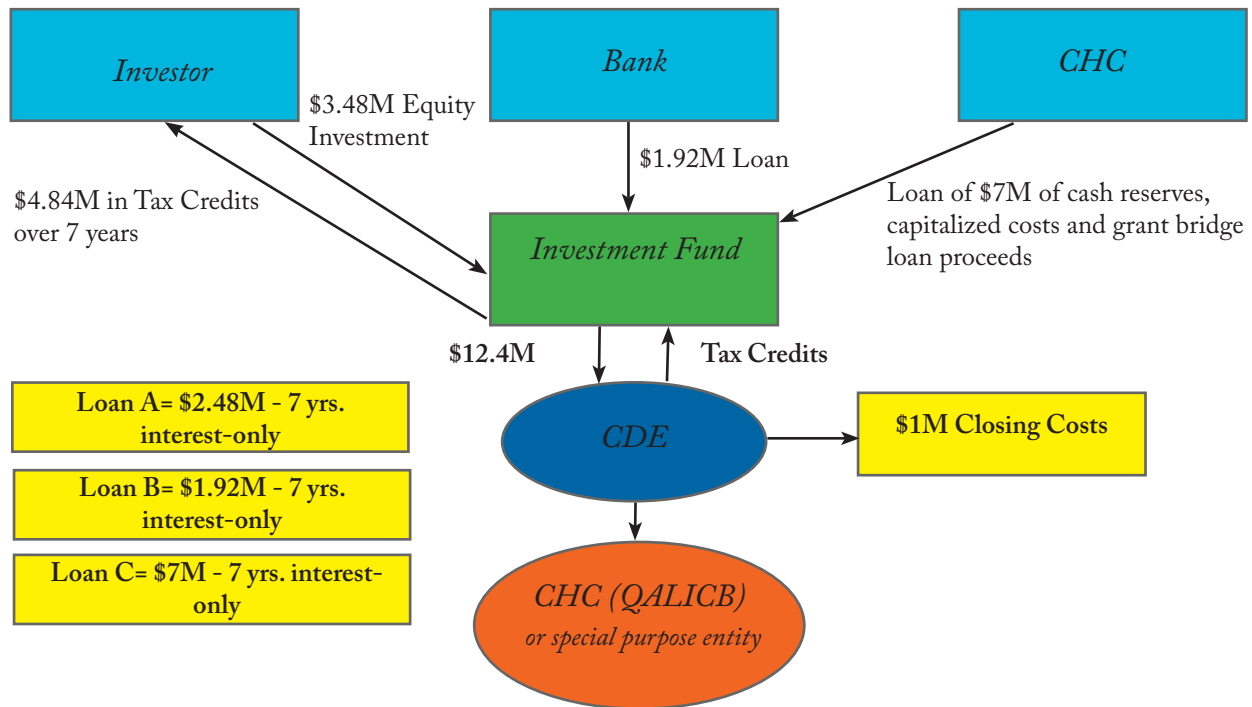 Investor
Bank
CHC
$3.48M Equity
Investment
$1.92M Loan
$4.84M in Tax Credits
over 7 years
Loan of $7M of cash reserves,
capitalized costs and grant bridge
loan proceeds
Investment Fund
$12.4M
Tax Credits
Loan A= $2.48M - 7 yrs.
interest-only
CDE
$1M Closing Costs
Loan B= $1.92M - 7 yrs.
interest-only
Loan C= $7M - 7 yrs. interest-
only
CHC (QALICB)
or special purpose entity